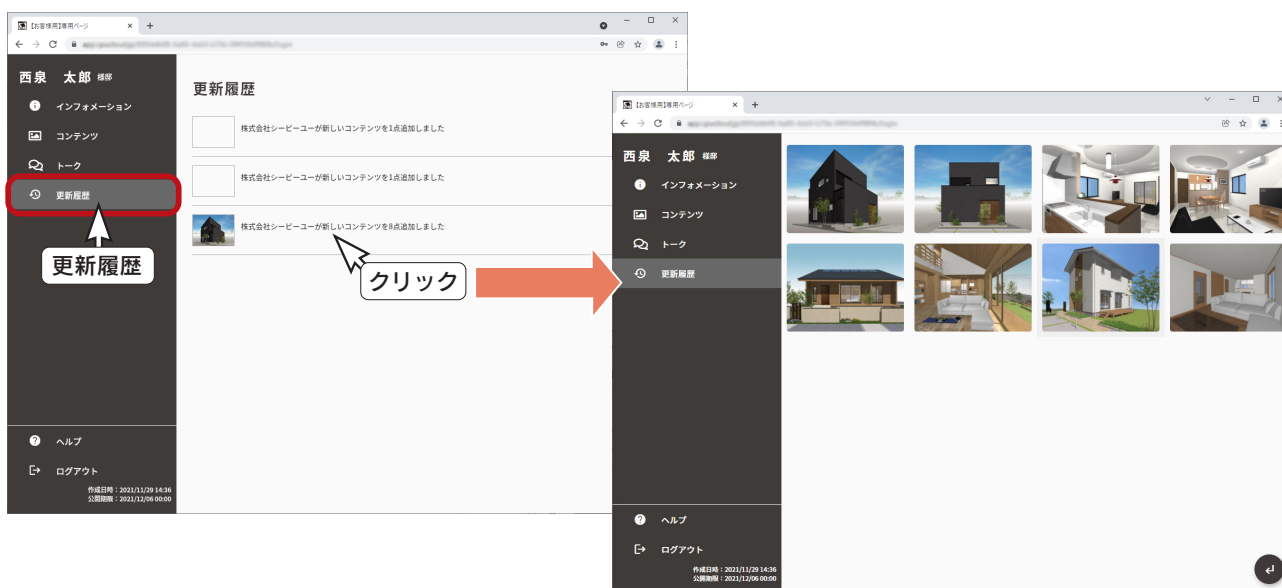 【お客様用】専用ページ
西泉 太郎 様邸
インフォメーション
コンテンツ
トーク
更新履歴
更新履歴
ヘルプ
ログアウト
作成日時：2021/11/29 14:36
公開期限：2021/12/06 00:00
更新履歴
株式会社シーピーユーが新しいコンテンツを1点追加しました
株式会社シーピーユーが新しいコンテンツを1点追加しました
株式会社シーピーユーが新しいコンテンツを8点追加しました
クリック
【お客様用】専用ページ
西泉 太郎 様邸
インフォメーション
コンテンツ
トーク
更新履歴
ヘルプ
ログアウト
作成日時：2021/11/29 14:36
公開期限：2021/12/06 00:00